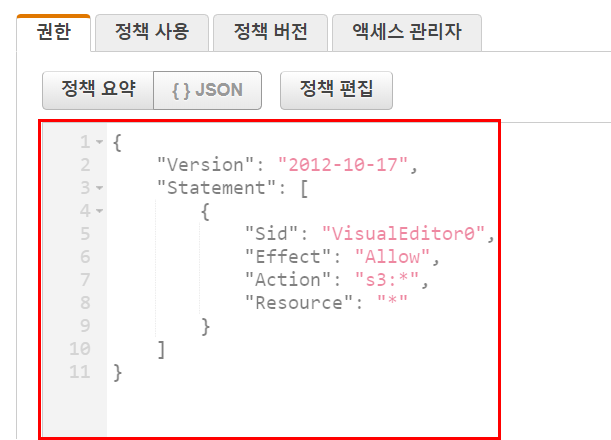 권한 정책 사용 정책 버전 액세스 관리자
정책 요약 { } JSON 정책 편집
1 {
2 "Version": "2012-10-17",
3 "Statement": [
4 {
5 "Sid": "VisualEditor0",
6 "Effect": "Allow",
7 "Action": "s3:*",
8 "Resource": "*"
9 }
10 ]
11 }